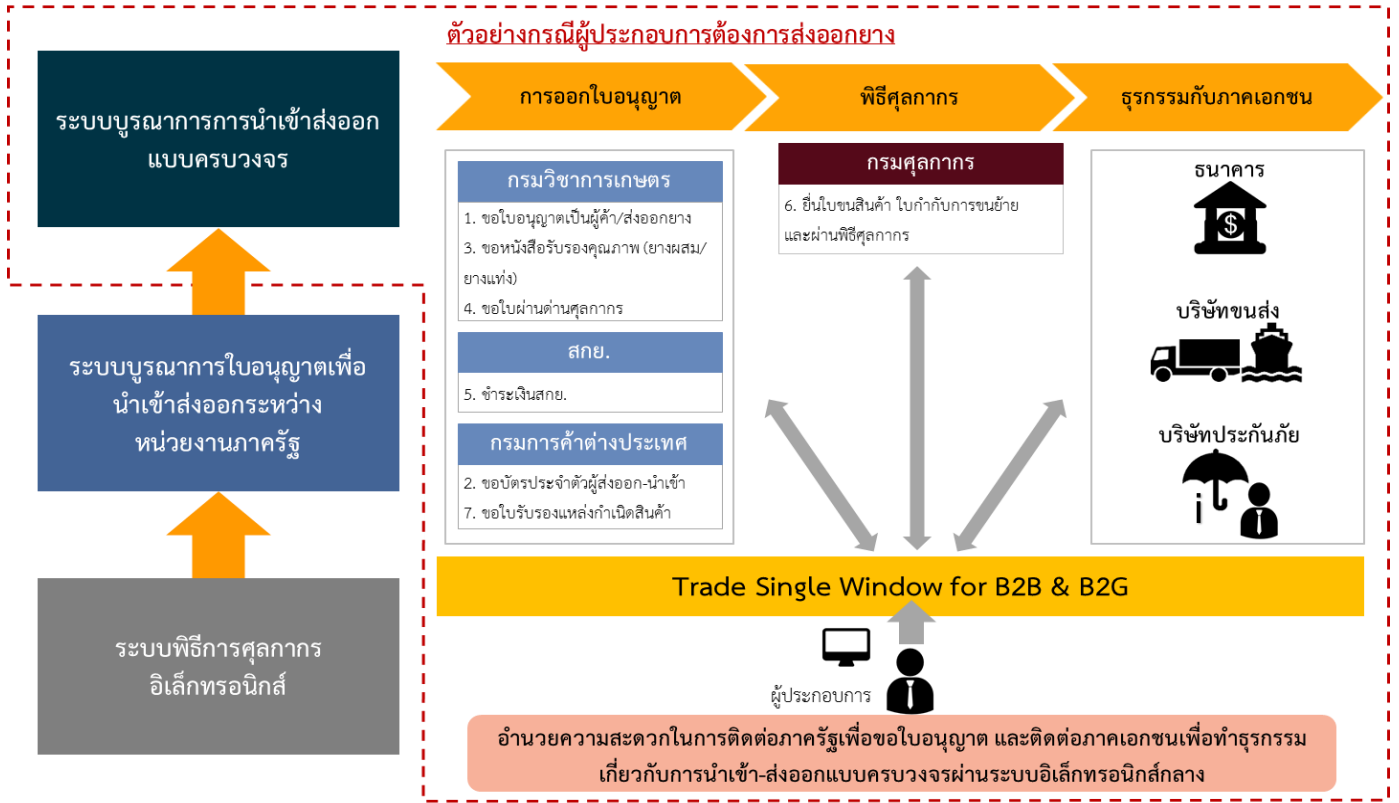 ตัวอย่างกรณีผู้ประกอบการต้องการส่งออกยาง
ระบบบูรณาการการนำเข้าส่งออก
แบบครบวงจร
ระบบบูรณาการใบอนุญาตเพื่อ
นำเข้าส่งออกระหว่าง
หน่วยงานภาครัฐ
ระบบพิธีการศุลกากร
อิเล็กทรอนิกส์
การออกใบอนุญาต
พิธีศุลกากร
ธุรกรรมกับภาคเอกชน
กรมวิชาการเกษตร
1. ขอใบอนุญาตเป็นผู้ค้า/ส่งออกยาง
3. ขอหนังสือรับรองคุณภาพ (ยางผสม/
ยางแท่ง)
4. ขอใบผ่านด่านศุลกากร
สกย.
5. ชำระเงินสกย.
กรมการค้าต่างประเทศ
2. ขอบัตรประจำตัวผู้ส่งออก-นำเข้า
7. ขอใบรับรองแหล่งกำเนิดสินค้า
กรมศุลกากร
6. ยื่นใบขนสินค้า ใบกำกับการขนย้าย
และผ่านพิธีศุลกากร
ธนาคาร
บริษัทขนส่ง
บริษัทประกันภัย
Trade Single Window for B2B & B2G
ผู้ประกอบการ
อำนวยความสะดวกในการติดต่อภาครัฐเพื่อขอใบอนุญาต และติดต่อภาคเอกชนเพื่อทำธุรกรรม
เกี่ยวกับการนำเข้า-ส่งออกแบบครบวงจรผ่านระบบอิเล็กทรอนิกส์กลาง